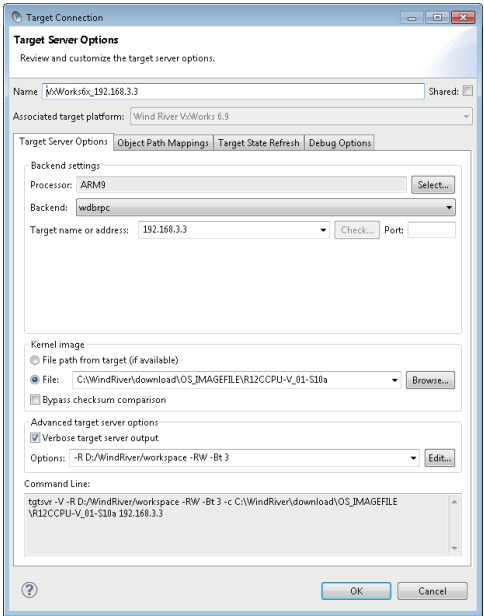 Target Connection
Target Server Options
Review and customize the target server options.
Name VxWorks6x_192.168.3.3 Shared:
Associated target platform: Wind River VxWorks 6.9
Target Server Options Object Path Mappings Target State Refresh Debug Options
Backend settings
Processor: ARM9 Select...
Backend: wdbrpc
Target name or address: 192.168.3.3 Check... Port:
Kernel image
File path from target (if available)
File: C:\WindRiver\download\OS_IMAGEFILE\R12CCPU-V_01-S10a Browse...
Bypass checksum comparison
Advanced target server options
Verbose target server output
Options: -R D:/WindRiver/workspace -RW -Bt 3 Edit...
Command Line:
tgtsvr -V -R D:/WindRiver/workspace -RW -Bt 3 -c C:\WindRiver\download\OS_IMAGEFILE
\R12CCPU-V_01-S10a 192.168.3.3
? OK Cancel